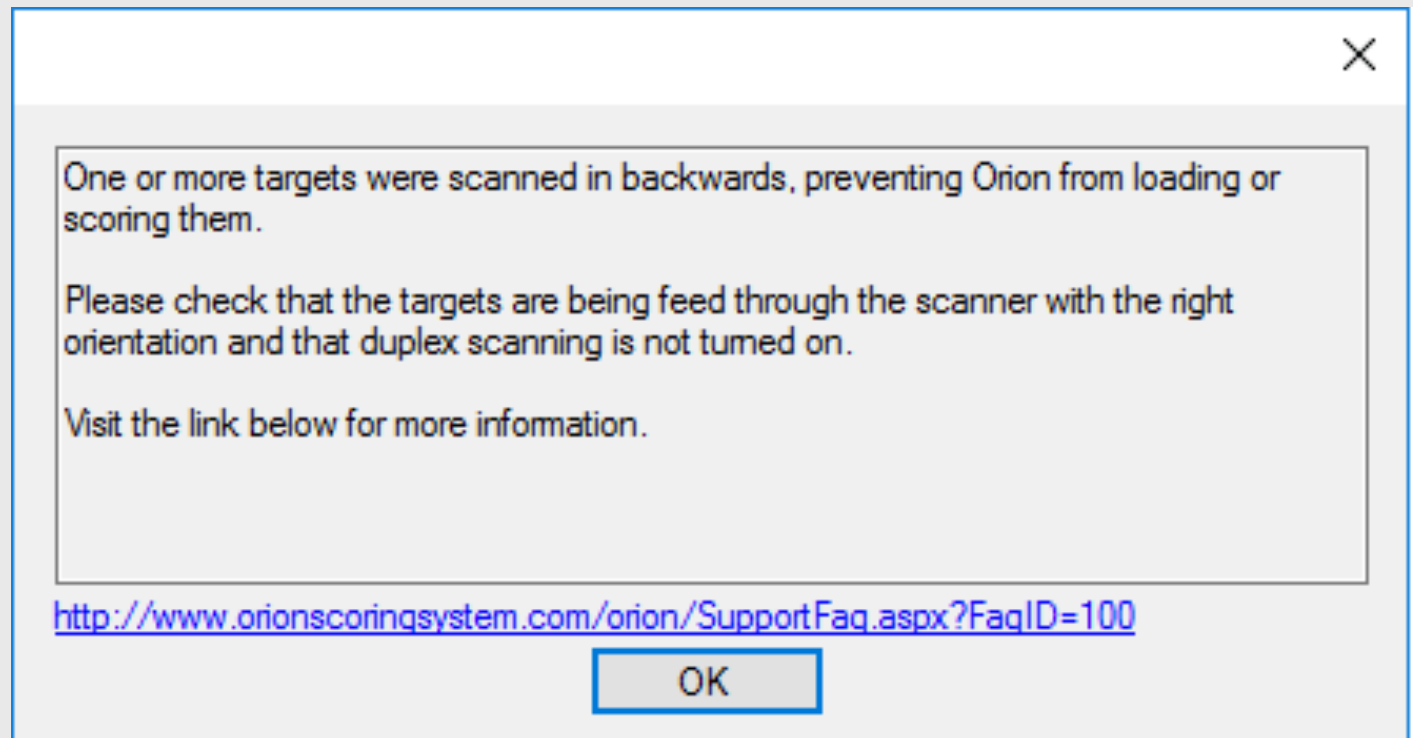 One or more targets were scanned in backwards, preventing Orion from loading or
scoring them.
Please check that the targets are being feed through the scanner with the right
orientation and that duplex scanning is not turned on.
Visit the link below for more information.
http://www.orionscoringsystem.com/orion/SupportFaq.aspx?FaqID=100
OK